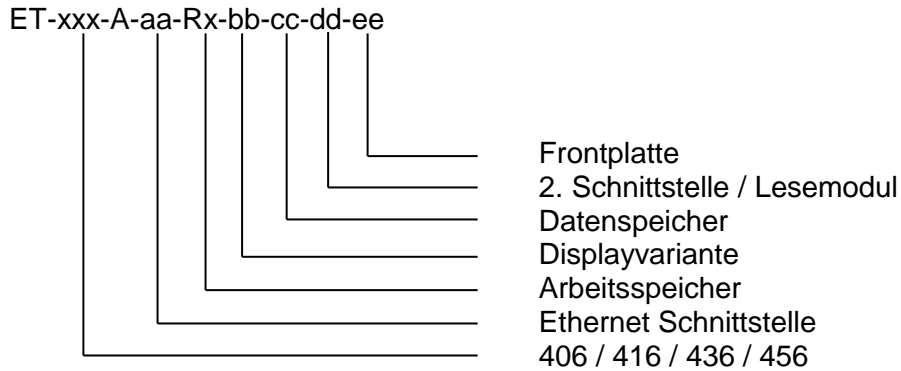 ET-xxx-A-aa-Rx-bb-cc-dd-ee
Frontplatte
2. Schnittstelle / Lesemodul
Datenspeicher
Displayvariante
Arbeitsspeicher
Ethernet Schnittstelle
406 / 416 / 436 / 456